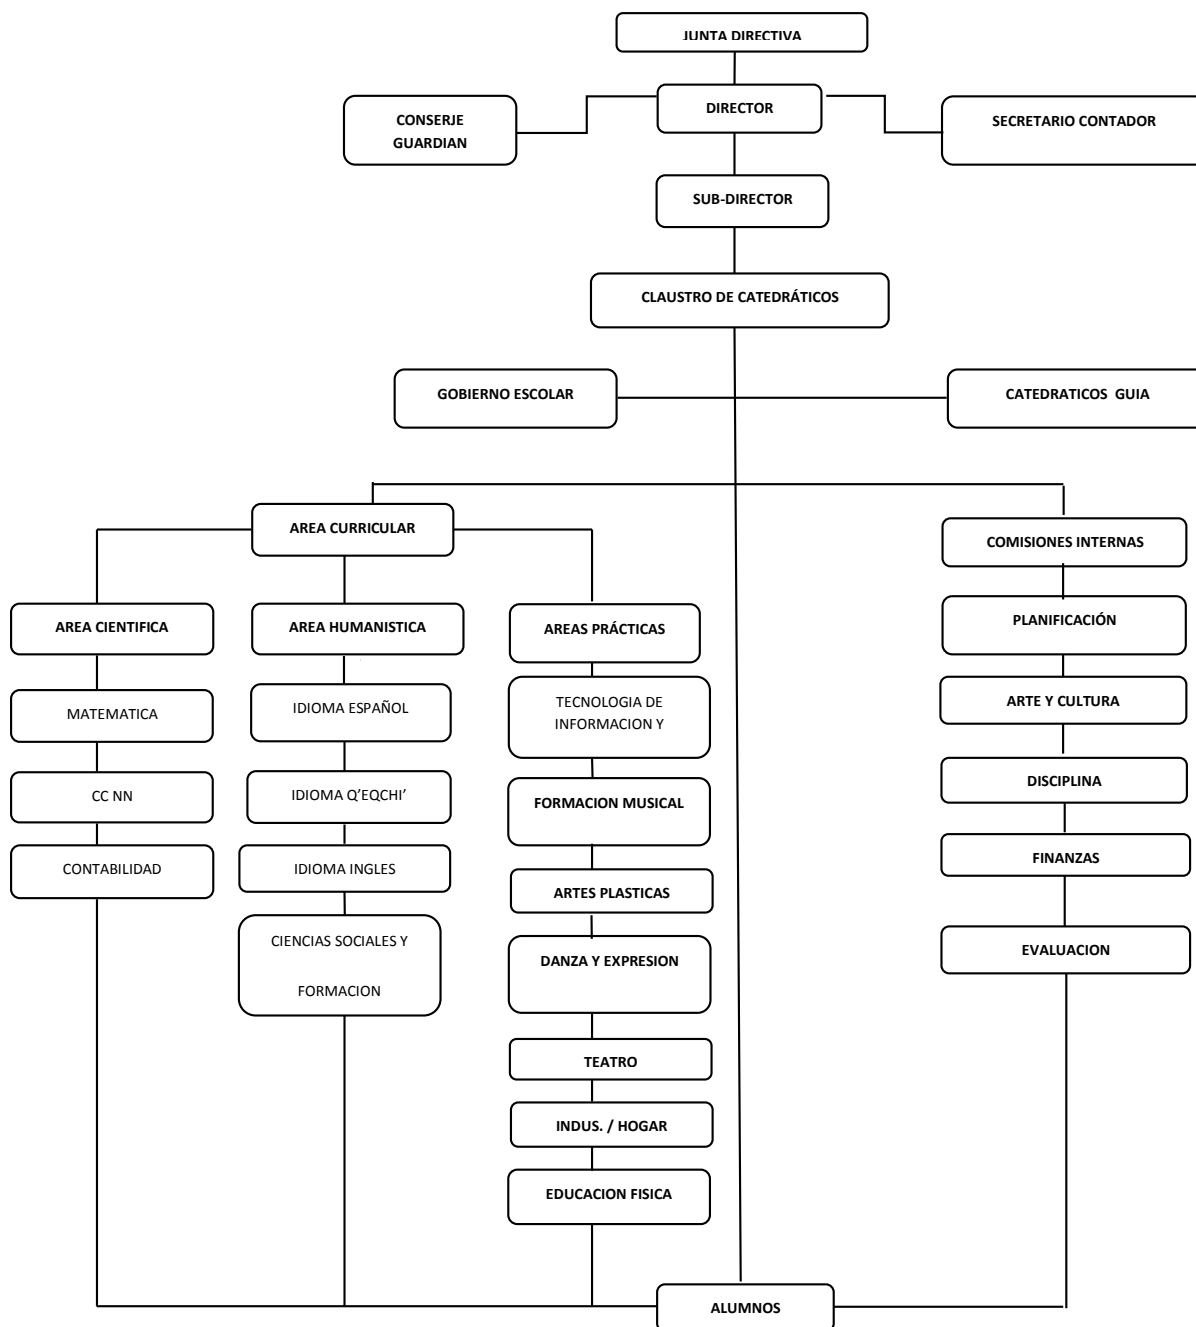 JUNTA DIRECTIVA
DIRECTOR
CONSERJE
GUARDIAN
SECRETARIO CONTADOR
SUB-DIRECTOR
CLAUSTRO DE CATEDRÁTICOS
GOBIERNO ESCOLAR
CATEDRATICOS GUIA
AREA CURRICULAR
COMISIONES INTERNAS
AREA CIENTIFICA
MATEMATICA
CC NN
CONTABILIDAD
AREA HUMANISTICA
IDIOMA ESPAÑOL
IDIOMA Q'EQCHI'
IDIOMA INGLES
CIENCIAS SOCIALES Y
FORMACION
AREAS PRÁCTICAS
TECNOLOGIA DE
INFORMACION Y
FORMACION MUSICAL
ARTES PLASTICAS
DANZA Y EXPRESION
TEATRO
INDUS. / HOGAR
EDUCACION FISICA
PLANIFICACIÓN
ARTE Y CULTURA
DISCIPLINA
FINANZAS
EVALUACION
ALUMNOS